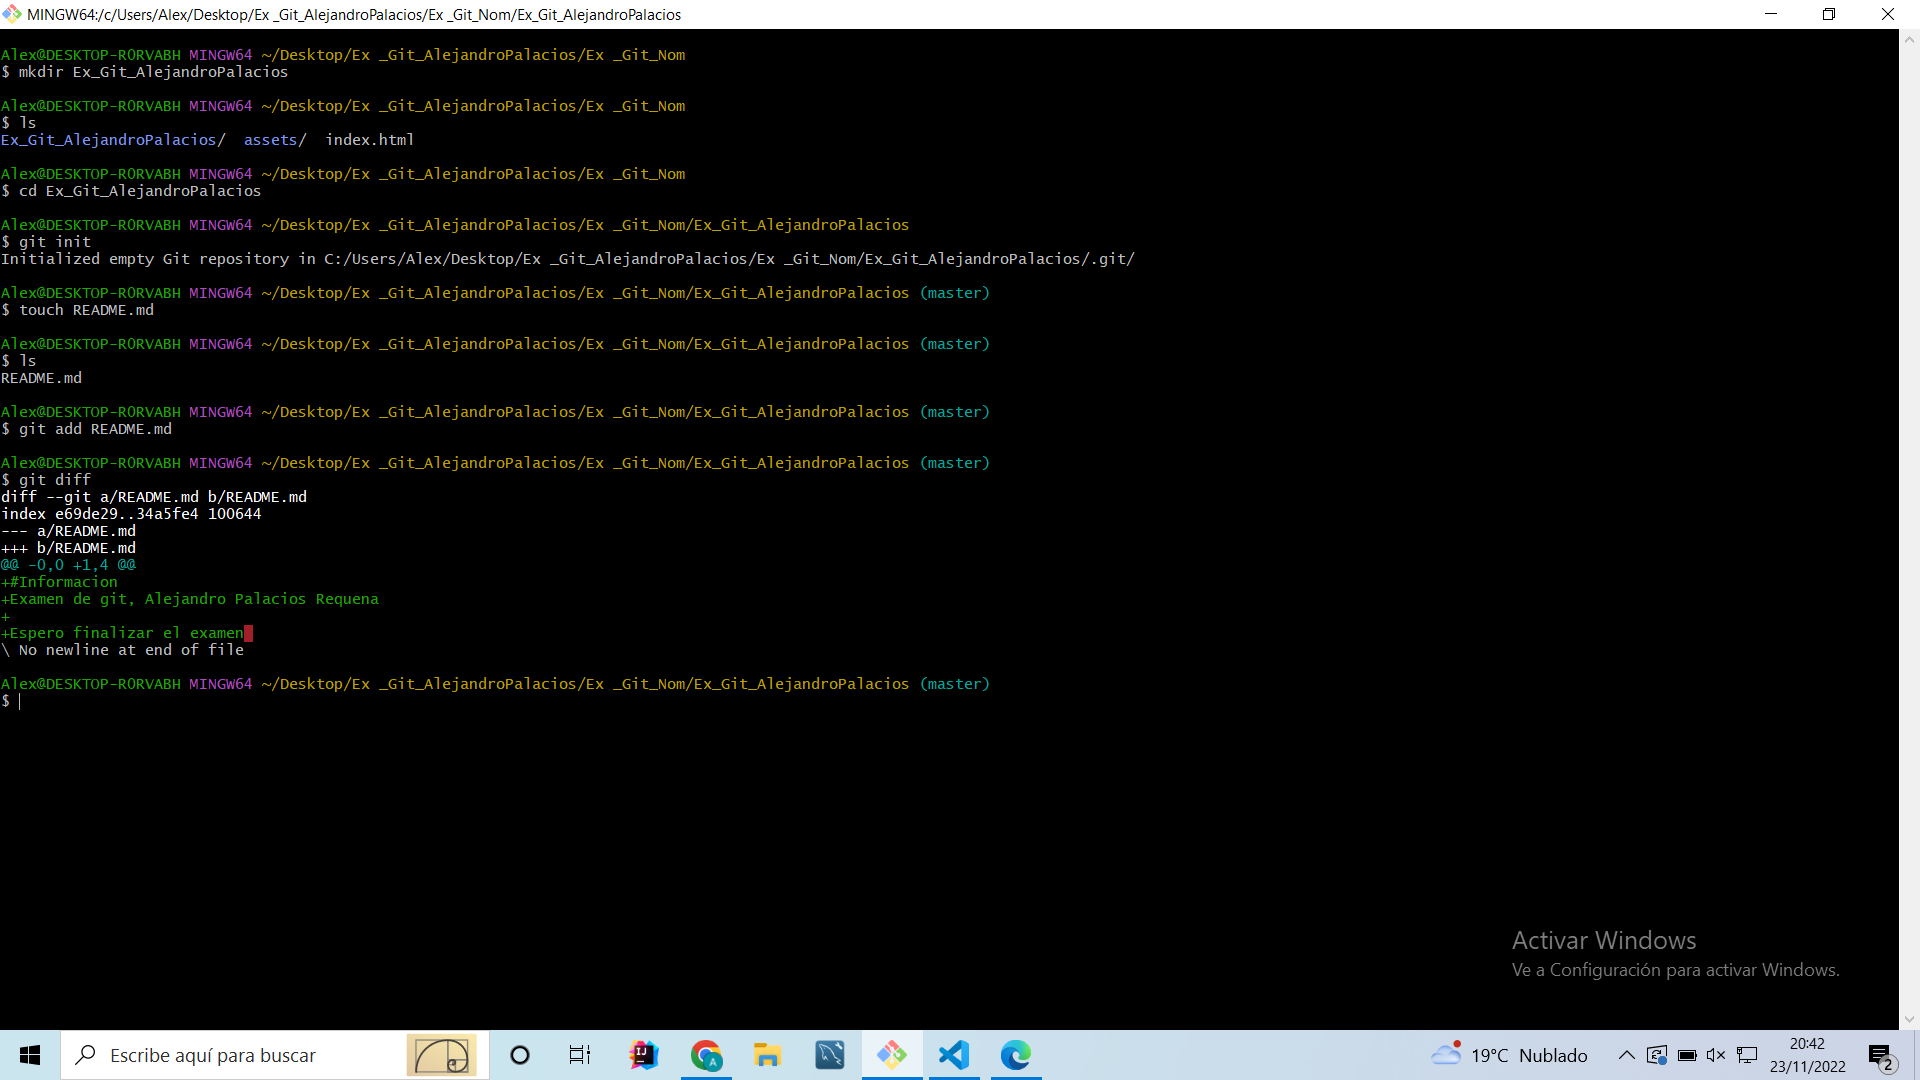 MINGW64:/c/Users/Alex/Desktop/Ex _Git_AlejandroPalacios/Ex _Git_Nom/Ex_Git_AlejandroPalacios
Alex@DESKTOP-RORVABH MINGW64 ~/Desktop/Ex _Git_AlejandroPalacios/Ex _Git_Nom
$ mkdir Ex_Git_AlejandroPalacios
Alex@DESKTOP-RORVABH MINGW64 ~/Desktop/Ex _Git_AlejandroPalacios/Ex _Git_Nom
$ ls
Ex_Git_AlejandroPalacios/  assets/  index.html
Alex@DESKTOP-RORVABH MINGW64 ~/Desktop/Ex _Git_AlejandroPalacios/Ex _Git_Nom
$ cd Ex_Git_AlejandroPalacios
Alex@DESKTOP-RORVABH MINGW64 ~/Desktop/Ex _Git_AlejandroPalacios/Ex _Git_Nom/Ex_Git_AlejandroPalacios
$ git init
Initialized empty Git repository in C:/Users/Alex/Desktop/Ex _Git_AlejandroPalacios/Ex _Git_Nom/Ex_Git_AlejandroPalacios/.git/
Alex@DESKTOP-RORVABH MINGW64 ~/Desktop/Ex _Git_AlejandroPalacios/Ex _Git_Nom/Ex_Git_AlejandroPalacios (master)
$ touch README.md
Alex@DESKTOP-RORVABH MINGW64 ~/Desktop/Ex _Git_AlejandroPalacios/Ex _Git_Nom/Ex_Git_AlejandroPalacios (master)
$ ls
README.md
Alex@DESKTOP-RORVABH MINGW64 ~/Desktop/Ex _Git_AlejandroPalacios/Ex _Git_Nom/Ex_Git_AlejandroPalacios (master)
$ git add README.md
Alex@DESKTOP-RORVABH MINGW64 ~/Desktop/Ex _Git_AlejandroPalacios/Ex _Git_Nom/Ex_Git_AlejandroPalacios (master)
$ git diff
diff --git a/README.md b/README.md
index e69de29..34a5fe4 100644
--- a/README.md
+++ b/README.md
@@ -0,0 +1,4 @@
+#Informacion
+Examen de git, Alejandro Palacios Requena
+
+Espero finalizar el examen
\ No newline at end of file
Alex@DESKTOP-RORVABH MINGW64 ~/Desktop/Ex _Git_AlejandroPalacios/Ex _Git_Nom/Ex_Git_AlejandroPalacios (master)
$
Activar Windows
Ve a Configuración para activar Windows.
Escribe aquí para buscar
IJ
A
19°C Nublado
20:42
23/11/2022
2